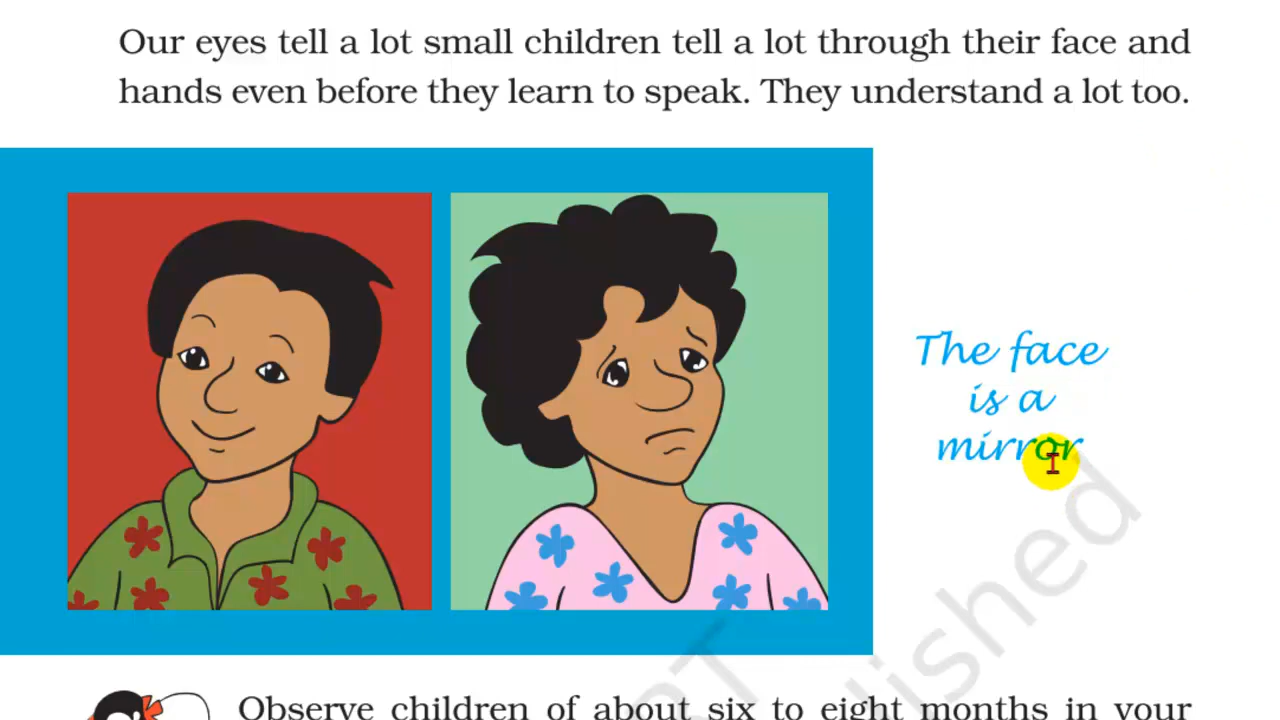 Our eyes tell a lot small children tell a lot through their face and
hands even before they learn to speak. They understand a lot too.
The face
is a
mirror
Observe children of about six to eight months in your